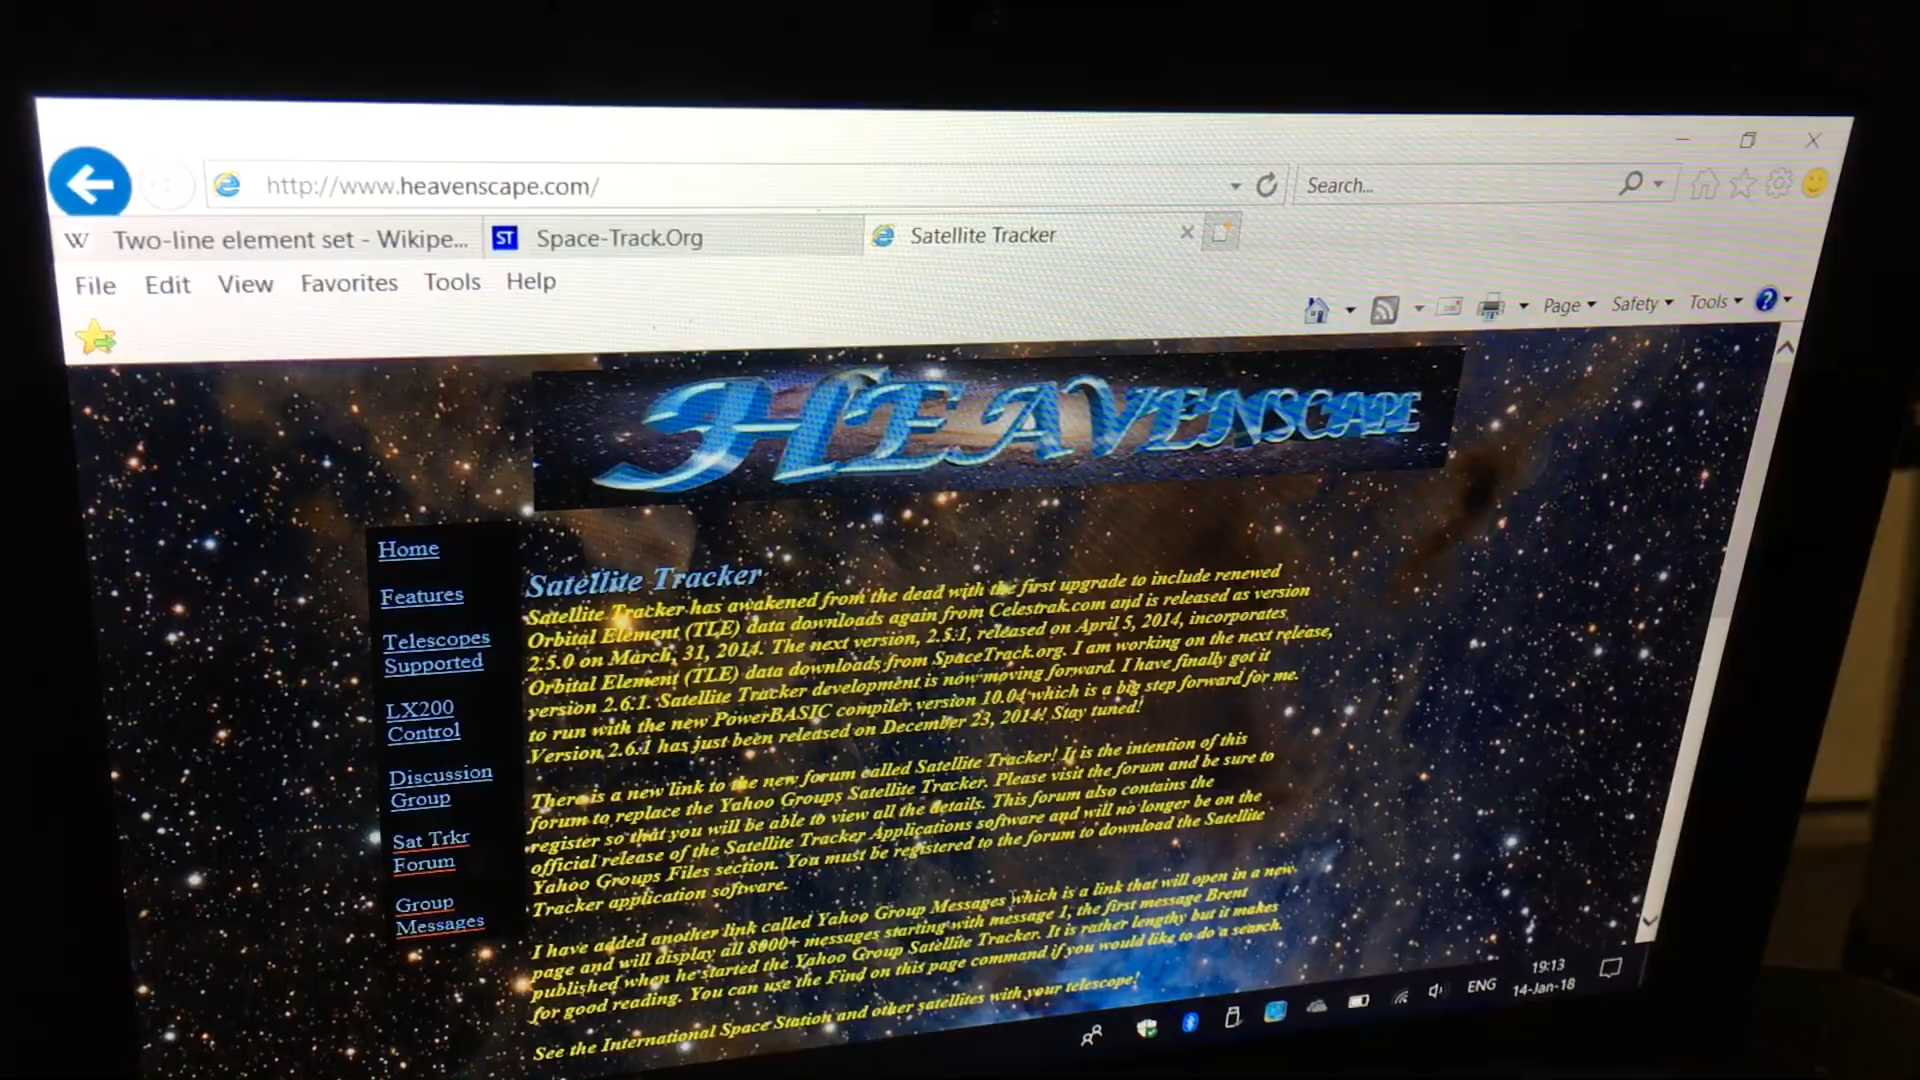 http://www.heavenscape.com/
Search...
W Two-line element set - Wikipe...
ST Space-Track.Org
Satellite Tracker
File Edit View Favorites Tools Help
Page Safety Tools
HEAVENSCAPE
Home
Features
Telescopes
Supported
LX200
Control
Discussion
Group
Sat Trkr
Forum
Group
Messages
Satellite Tracker
Satellite Tracker has awakened from the dead with the first upgrade to include renewed
Orbital Element (TLE) data downloads again from Celestrak.com and is released as version
2.5.0 on March, 31, 2014. The next version, 2.5.1, released on April 5, 2014, incorporates
Orbital Element (TLE) data downloads from SpaceTrack.org. I am working on the next release,
version 2.6.1. Satellite Tracker development is now moving forward. I have finally got it
to run with the new PowerBASIC compiler version 10.04 which is a big step forward for me.
Version 2.6.1 has just been released on December 23, 2014! Stay tuned!
There is a new link to the new forum called Satellite Tracker! It is the intention of this
forum to replace the Yahoo Groups Satellite Tracker. Please visit the forum and be sure to
register so that you will be able to view all the details. This forum also contains the
official release of the Satellite Tracker Applications software and will no longer be on the
Yahoo Groups Files section. You must be registered to the forum to download the Satellite
Tracker application software.
I have added another link called Yahoo Group Messages which is a link that will open in a new
page and will display all 8000+ messages starting with message 1, the first message Brent
published when he started the Yahoo Group Satellite Tracker. It is rather lengthy but it makes
for good reading. You can use the Find on this page command if you would like to do a search.
See the International Space Station and other satellites with your telescope!
ENG
19:13
14-Jan-18